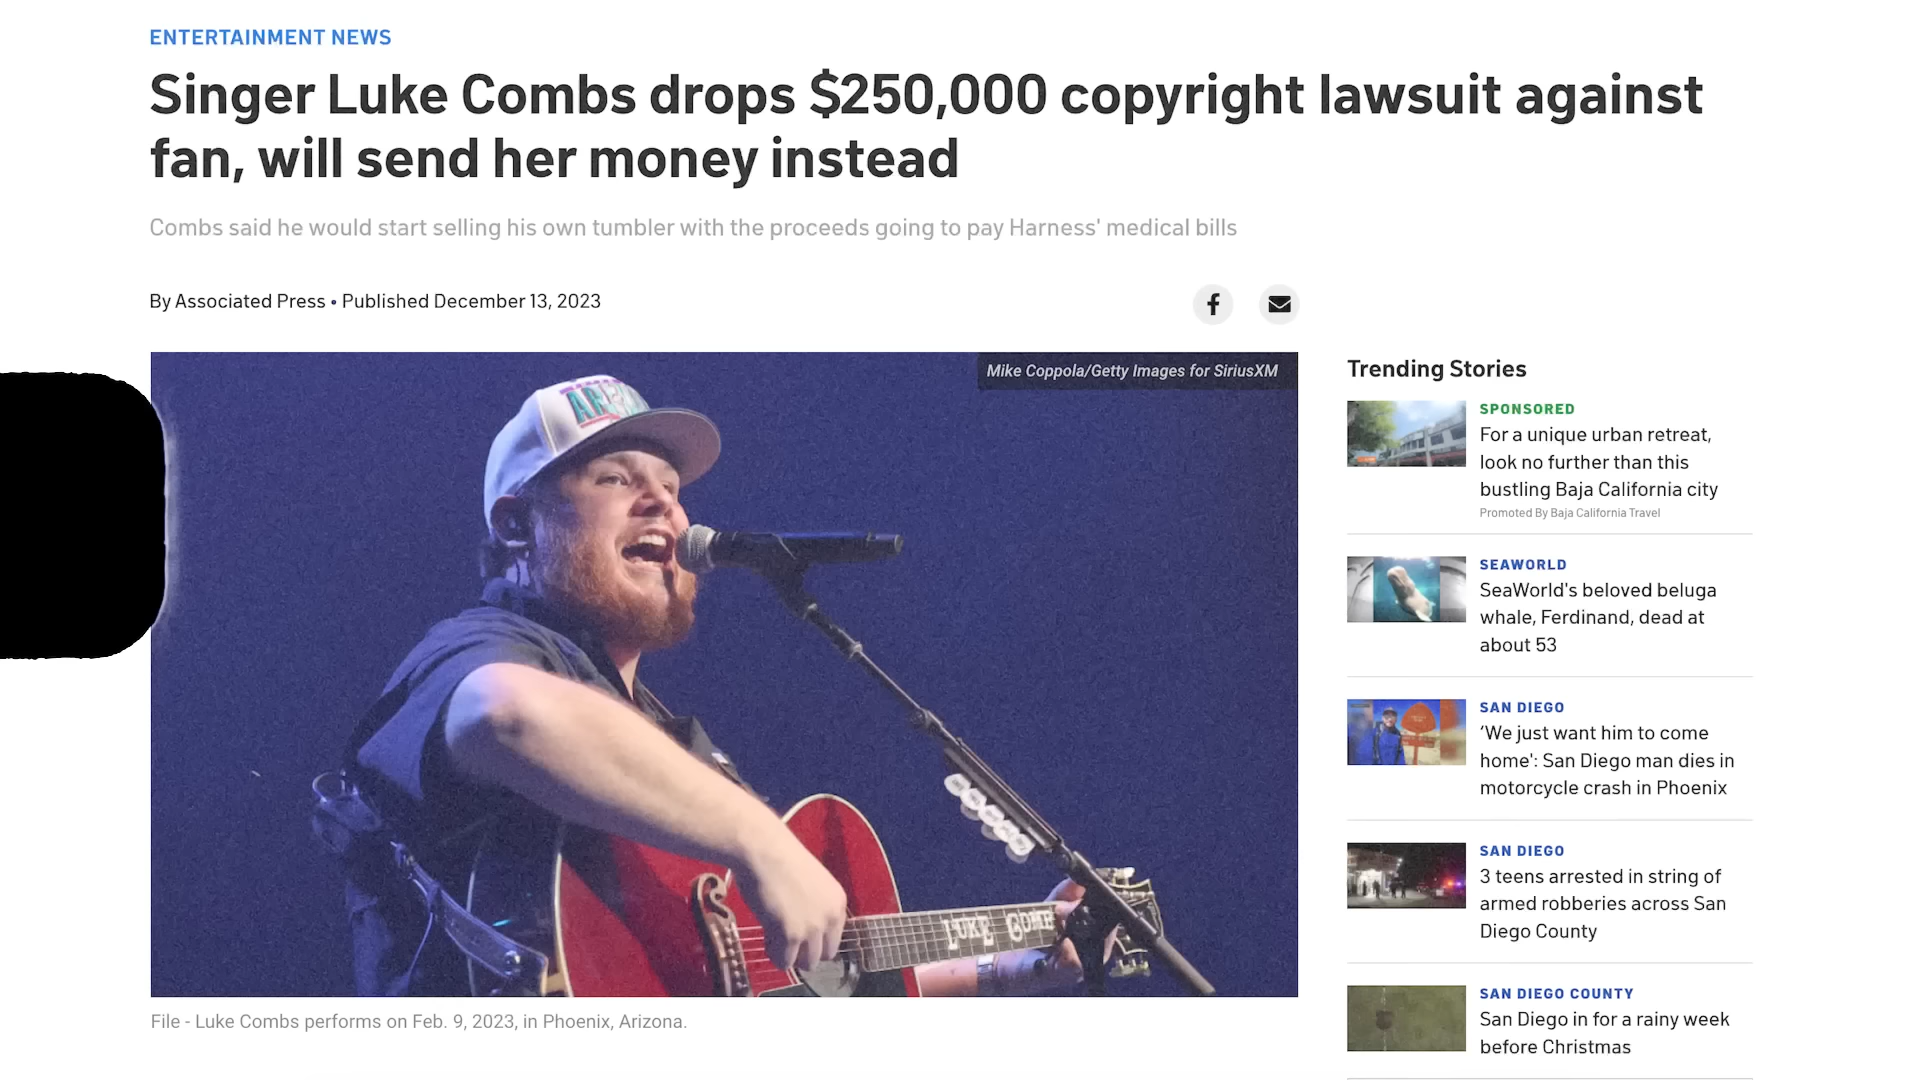 ENTERTAINMENT NEWS
Singer Luke Combs drops $250,000 copyright lawsuit against
fan, will send her money instead
Combs said he would start selling his own tumbler with the proceeds going to pay Harness' medical bills
By Associated Press • Published December 13, 2023
Mike Coppola/Getty Images for SiriusXM
LUKE COMB
File - Luke Combs performs on Feb. 9, 2023, in Phoenix, Arizona.
Trending Stories
SPONSORED
For a unique urban retreat,
look no further than this
bustling Baja California city
Promoted By Baja California Travel
SEAWORLD
SeaWorld's beloved beluga
whale, Ferdinand, dead at
about 53
SAN DIEGO
‘We just want him to come
home': San Diego man dies in
motorcycle crash in Phoenix
SAN DIEGO
3 teens arrested in string of
armed robberies across San
Diego County
SAN DIEGO COUNTY
San Diego in for a rainy week
before Christmas